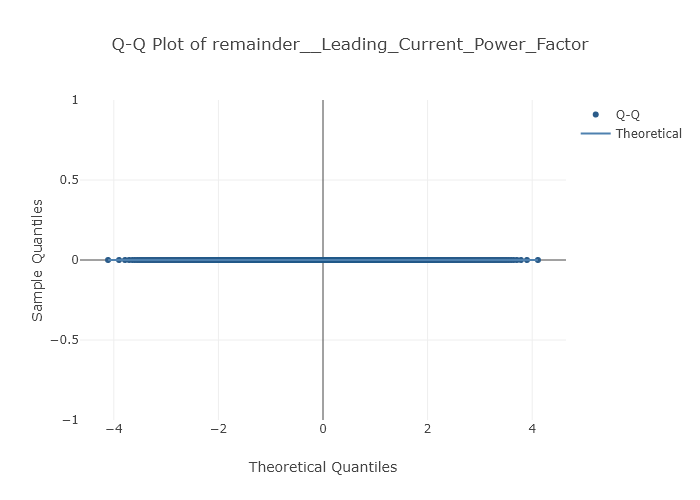 Q-Q Plot of remainder__Leading_Current_Power_Factor
Q-Q
Theoretical
1
0.5
0
−0.5
−1
Sample Quantiles
−4
−2
0
2
4
Theoretical Quantiles